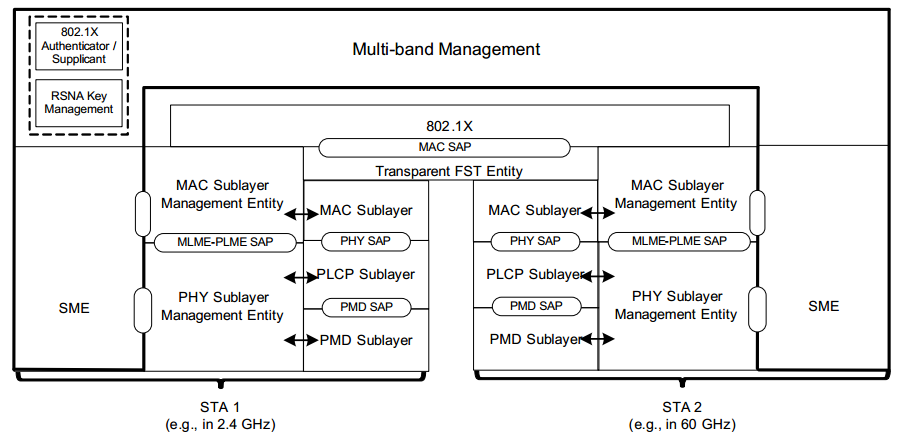 802.1X
Authenticator /
Supplicant
RSNA Key
Management
Multi-band Management
802.1X
MAC SAP
Transparent FST Entity
MAC Sublayer
Management Entity
MAC Sublayer
MLME-PLME SAP
PHY SAP
PLCP Sublayer
PHY Sublayer
Management Entity
PMD SAP
PMD Sublayer
SME
MAC Sublayer
MAC Sublayer
Management Entity
PHY SAP
MLME-PLME SAP
PLCP Sublayer
PMD SAP
PHY Sublayer
Management Entity
PMD Sublayer
SME
STA 1
(e.g., in 2.4 GHz)
STA 2
(e.g., in 60 GHz)